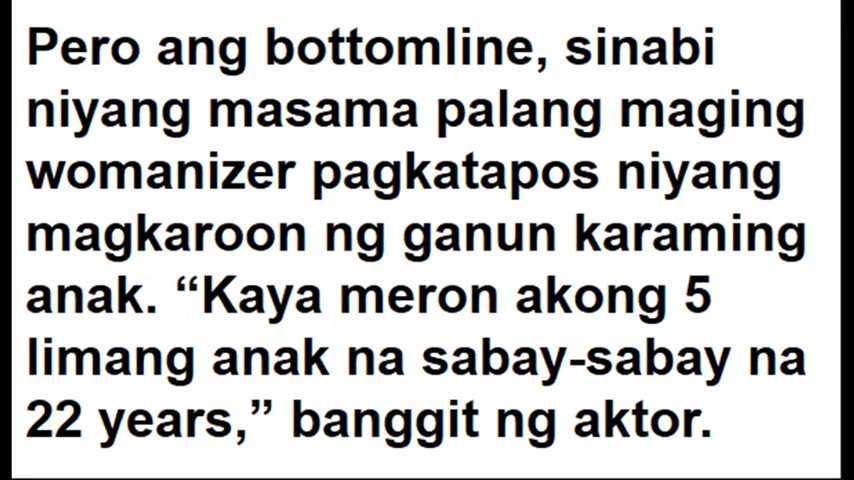 Pero ang bottomline, sinabi
niyang masama palang maging
womanizer pagkatapos niyang
magkaroon ng ganun karaming
anak. “Kaya meron akong 5
limang anak na sabay-sabay na
22 years,” banggit ng aktor.